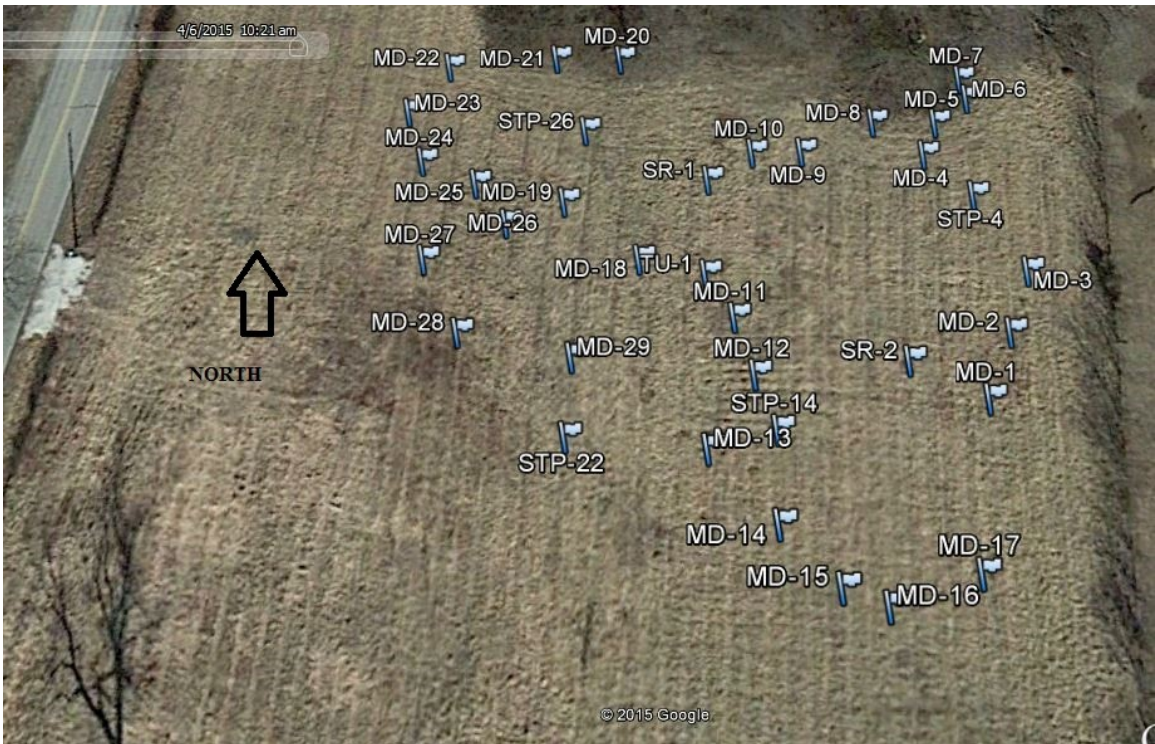 4/6/2015 10:21 am
MD-20
MD-22
MD-21
MD-7
MD-6
MD-23
MD-5
MD-8
STP-26
MD-24
MD-10
MD-9
MD-4
SR-1
MD-25
MD-19
STP-4
MD-26
MD-27
MD-18
TU-1
MD-3
MD-11
MD-28
MD-2
MD-29
MD-12
SR-2
MD-1
STP-14
MD-13
STP-22
NORTH
MD-14
MD-17
MD-15
MD-16
© 2015 Google